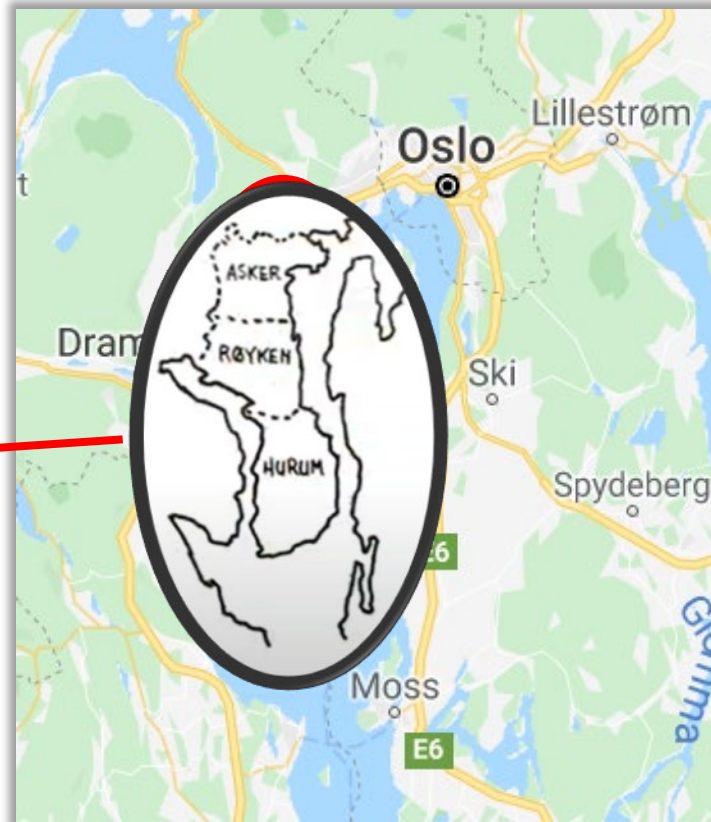 Lillestrøm
Oslo
t
ASKER
Dram
RØYKEN
Ski
HURUM
Spydeberg
E6
Glomma
Moss
E6